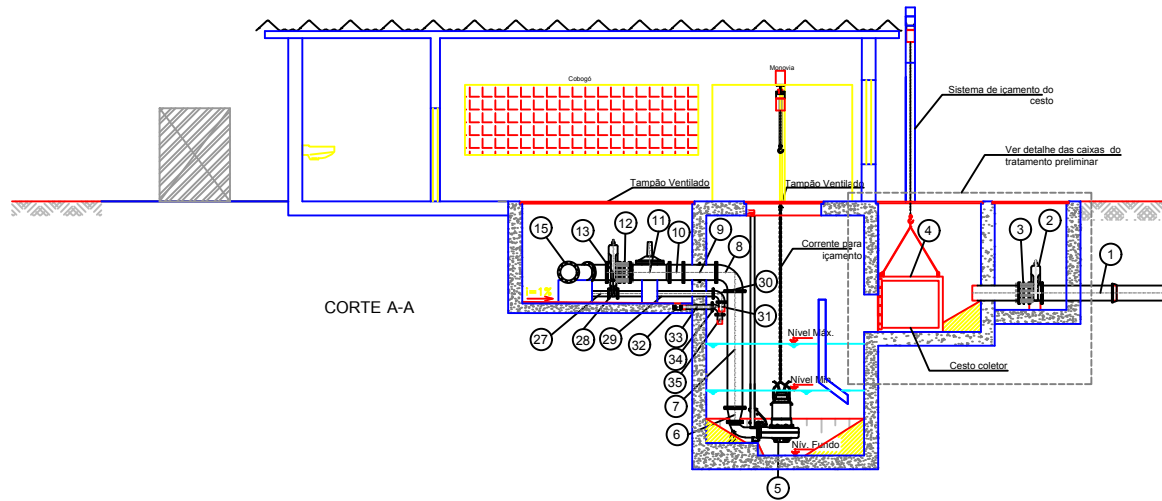 Cobogó
Monovia
Sistema de içamento do
cesto
Ver detalhe das caixas do
tratamento preliminar
Tampão Ventilado
Tampão Ventilado
15
13
12
11
10
9
8
4
3
2
1
Corrente para
içamento
30
i=1%
31
CORTE A-A
27
28
29
32
33
34
35
7
6
5
Nível Máx.
Cesto coletor
Nível Min
Nív. Fundo